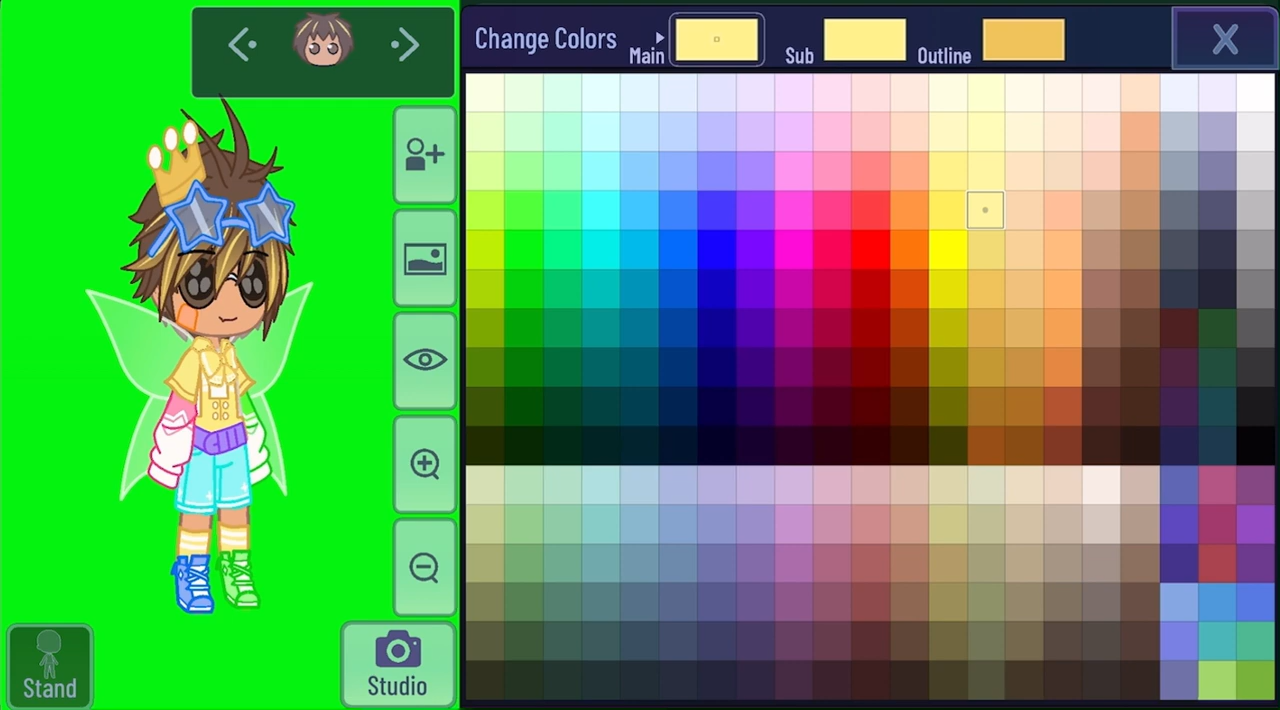 Change Colors
Main
Sub
Outline
X
Stand
Studio